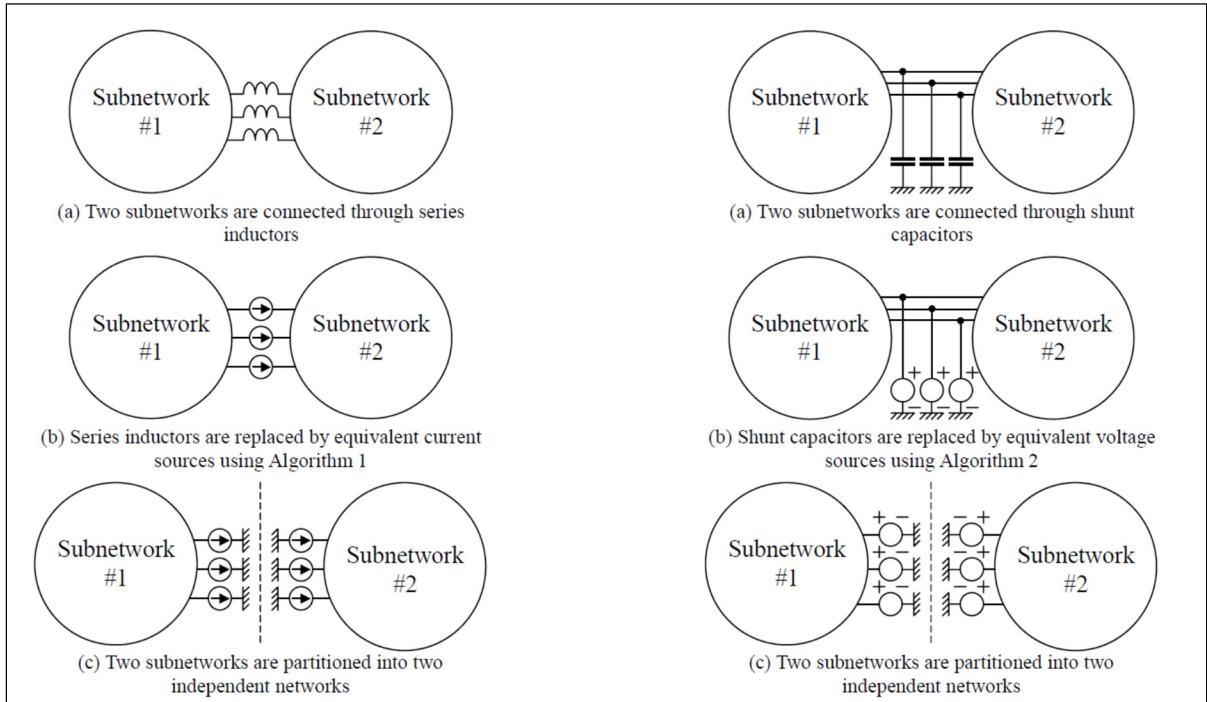 Subnetwork
#1
Subnetwork
#2
(a) Two subnetworks are connected through series
inductors
Subnetwork
#1
Subnetwork
#2
(b) Series inductors are replaced by equivalent current
sources using Algorithm 1
Subnetwork
#1
Subnetwork
#2
(c) Two subnetworks are partitioned into two
independent networks
Subnetwork
#1
Subnetwork
#2
(a) Two subnetworks are connected through shunt
capacitors
Subnetwork
#1
Subnetwork
#2
+ + +
− − −
(b) Shunt capacitors are replaced by equivalent voltage
sources using Algorithm 2
Subnetwork
#1
+ − − +
+ − − +
+ − − +
Subnetwork
#2
(c) Two subnetworks are partitioned into two
independent networks